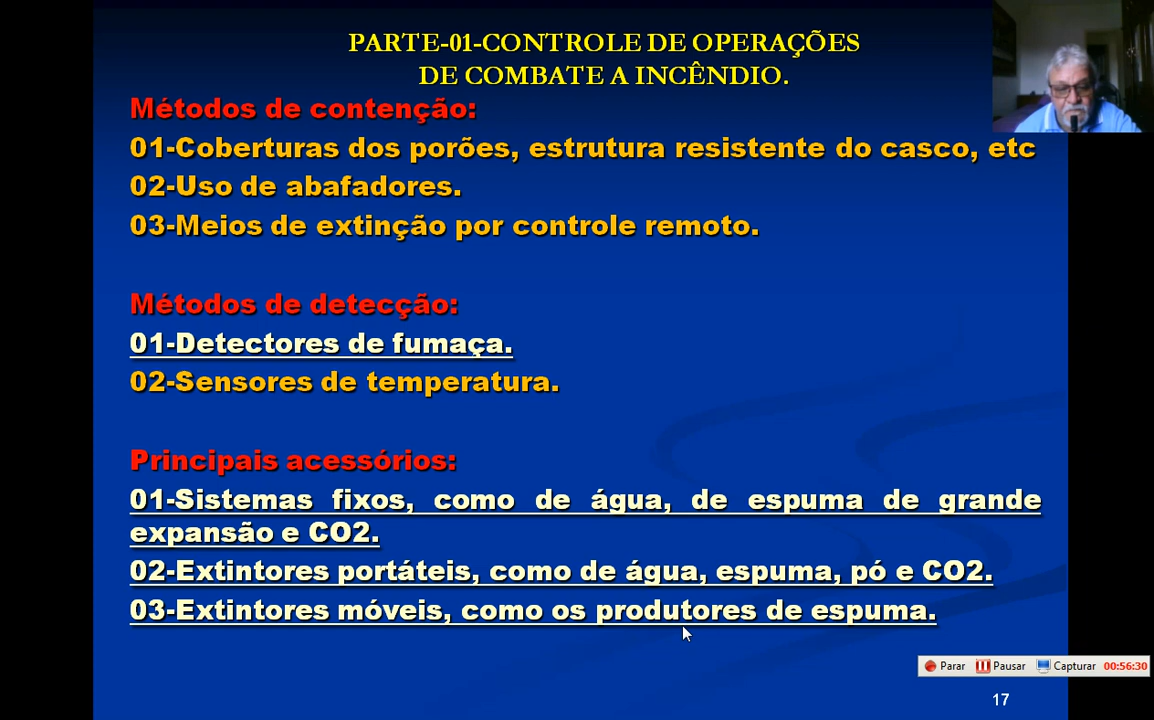 PARTE-01-CONTROLE DE OPERAÇÕES
DE COMBATE A INCÊNDIO.
Métodos de contenção:
01-Coberturas dos porões, estrutura resistente do casco, etc
02-Uso de abafadores.
03-Meios de extinção por controle remoto.
Métodos de detecção:
01-Detectores de fumaça.
02-Sensores de temperatura.
Principais acessórios:
01-Sistemas fixos, como de água, de espuma de grande
expansão e CO2.
02-Extintores portáteis, como de água, espuma, pó e CO2.
03-Extintores móveis, como os produtores de espuma.
Parar Pausar Capturar 00:56:30
17